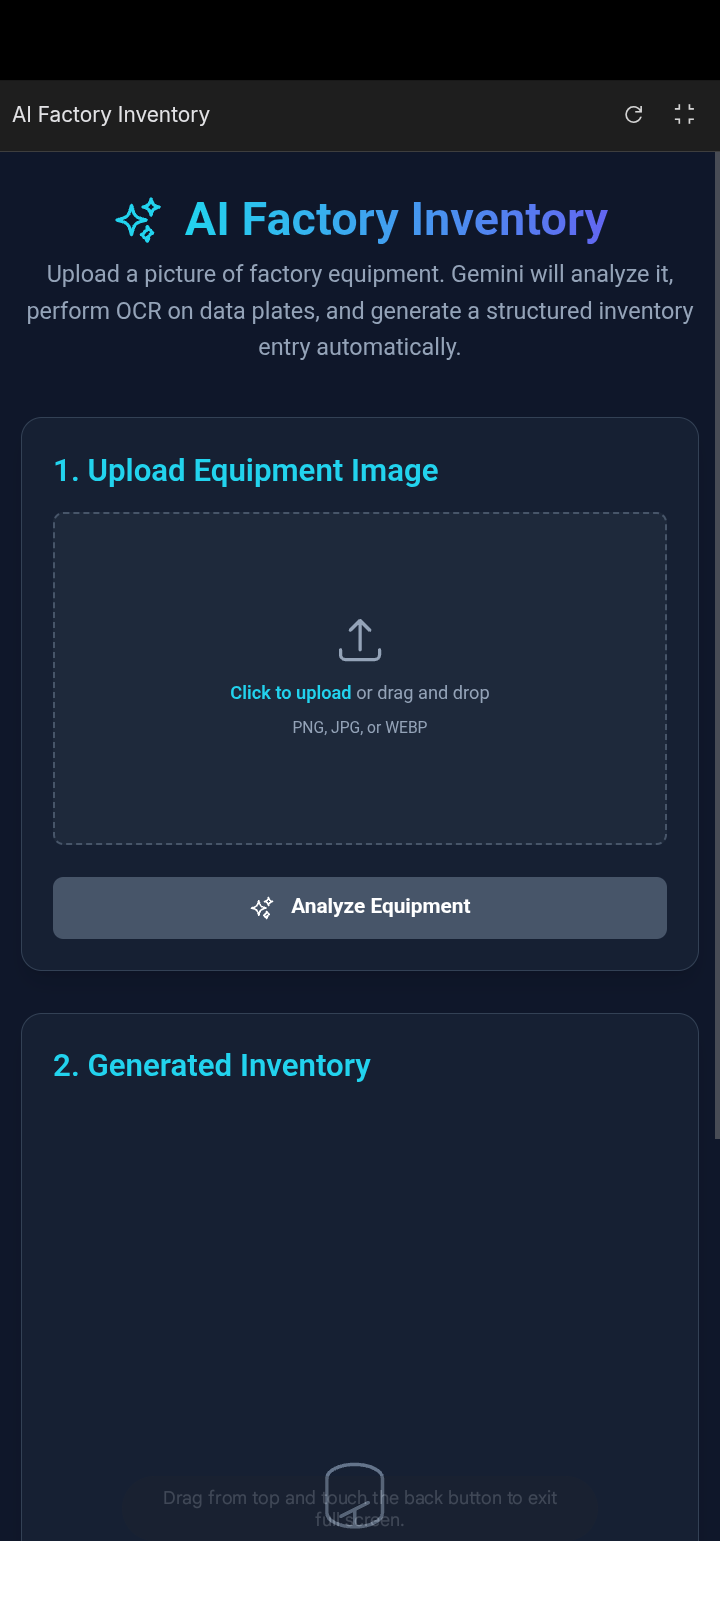 AI Factory Inventory
AI Factory Inventory
Upload a picture of factory equipment. Gemini will analyze it,
perform OCR on data plates, and generate a structured inventory
entry automatically.
1. Upload Equipment Image
Click to upload or drag and drop
PNG, JPG, or WEBP
Analyze Equipment
2. Generated Inventory
Drag from top and touch the back button to exit
full screen.